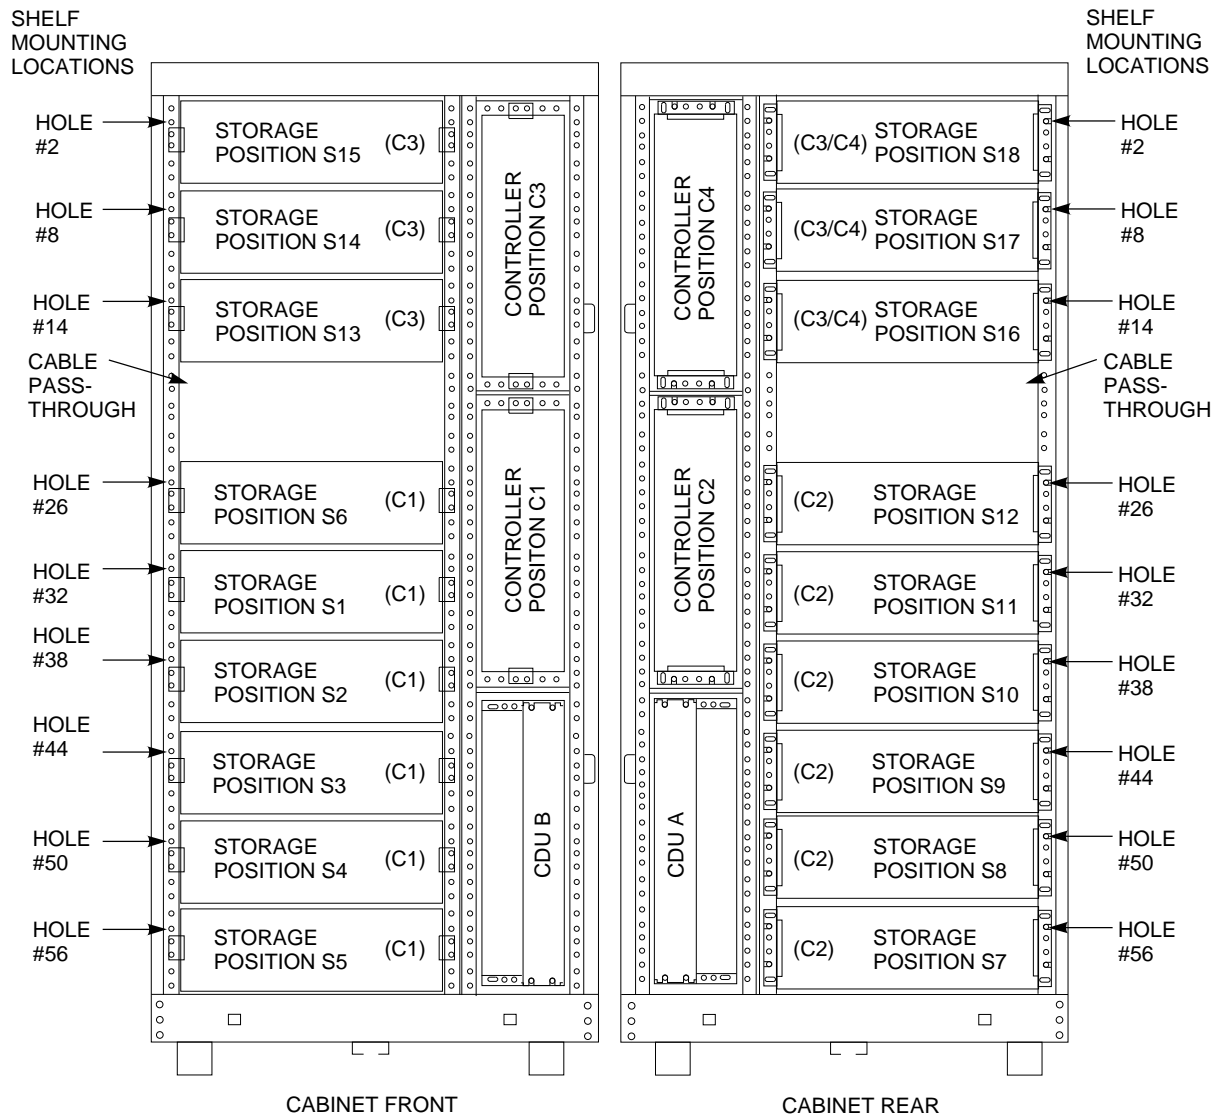 SHELF
MOUNTING
LOCATIONS
HOLE
#2
HOLE
#8
HOLE
#14
CABLE
PASS-
THROUGH
HOLE
#26
HOLE
#32
HOLE
#38
HOLE
#44
HOLE
#50
HOLE
#56
STORAGE
POSITION S15 (C3)
STORAGE
POSITION S14 (C3)
STORAGE
POSITION S13 (C3)
STORAGE
POSITION S6 (C1)
STORAGE
POSITION S1 (C1)
STORAGE
POSITION S2 (C1)
STORAGE
POSITION S3 (C1)
STORAGE
POSITION S4 (C1)
STORAGE
POSITION S5 (C1)
CONTROLLER
POSITION C3
CONTROLLER
POSITON C1
CDU B
CABINET FRONT
CONTROLLER
POSITION C4
CONTROLLER
POSITION C2
CDU A
(C3/C4) STORAGE
POSITION S18
(C3/C4) STORAGE
POSITION S17
(C3/C4) STORAGE
POSITION S16
(C2) STORAGE
POSITION S12
(C2) STORAGE
POSITION S11
(C2) STORAGE
POSITION S10
(C2) STORAGE
POSITION S9
(C2) STORAGE
POSITION S8
(C2) STORAGE
POSITION S7
CABINET REAR
SHELF
MOUNTING
LOCATIONS
HOLE
#2
HOLE
#8
HOLE
#14
CABLE
PASS-
THROUGH
HOLE
#26
HOLE
#32
HOLE
#38
HOLE
#44
HOLE
#50
HOLE
#56